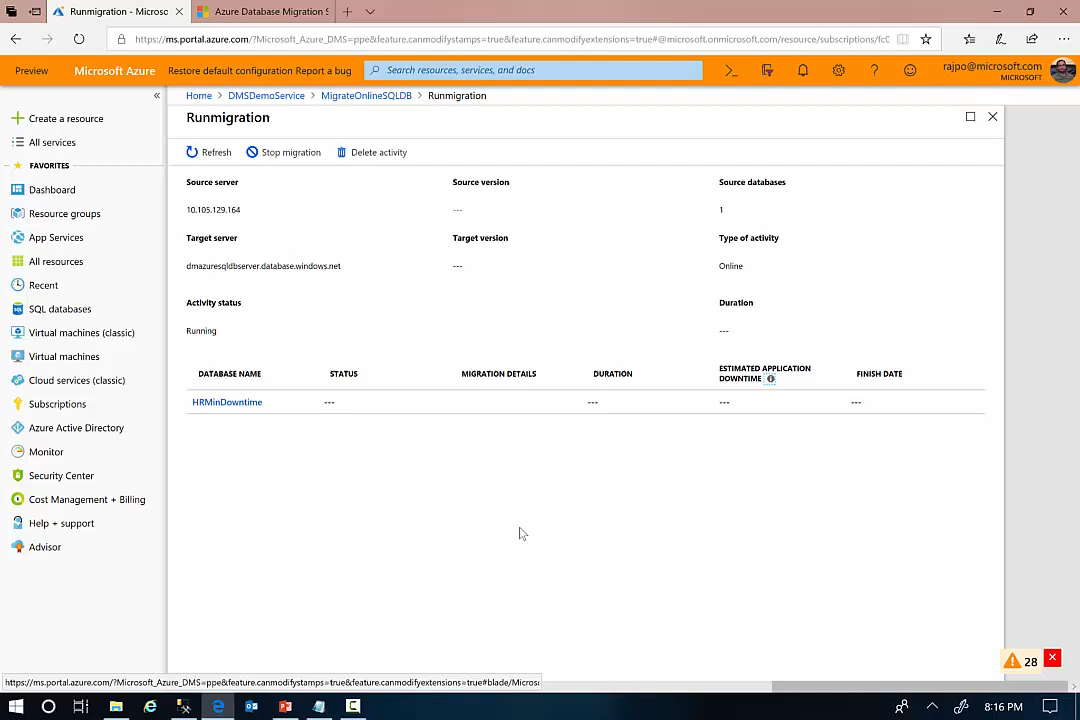 Runmigration - Microso
Azure Database Migration S
https://ms.portal.azure.com/?Microsoft_Azure_DMS=ppe&feature.canmodifystamps=true&feature.canmodifyextensions=true#@microsoft.onmicrosoft.com/resource/subscriptions/fc0
Preview
Microsoft Azure
Restore default configuration
Report a bug
Search resources, services, and docs
rajpo@microsoft.com
MICROSOFT
Home > DMSDemoService > MigrateOnlineSQLDB > Runmigration
Runmigration
Refresh
Stop migration
Delete activity
Create a resource
All services
FAVORITES
Dashboard
Resource groups
App Services
All resources
Recent
SQL databases
Virtual machines (classic)
Virtual machines
Cloud services (classic)
Subscriptions
Azure Active Directory
Monitor
Security Center
Cost Management + Billing
Help + support
Advisor
Source server
Source version
Source databases
10.105.129.164
---
1
Target server
Target version
Type of activity
dmazuresqldbserver.database.windows.net
---
Online
Activity status
Duration
Running
---
DATABASE NAME
STATUS
MIGRATION DETAILS
DURATION
ESTIMATED APPLICATION
DOWNTIME
FINISH DATE
HRMinDowntime
---
---
---
---
28
https://ms.portal.azure.com/?Microsoft_Azure_DMS=ppe&feature.canmodifystamps=true&feature.canmodifyextensions=true#blade/Micros
8:16 PM